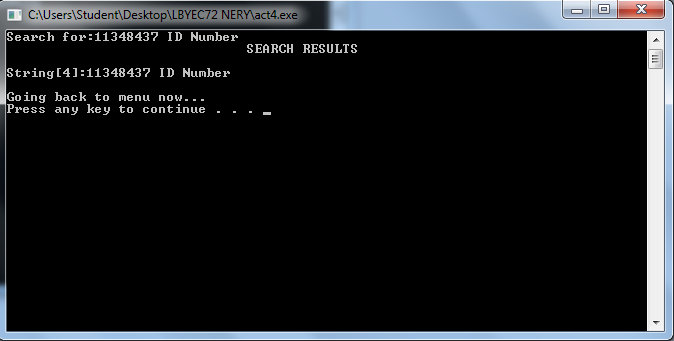 C:\Users\Student\Desktop\LBYEC72 NERY\act4.exe
Search for:11348437 ID Number
SEARCH RESULTS
String[4]:11348437 ID Number
Going back to menu now...
Press any key to continue . . . _